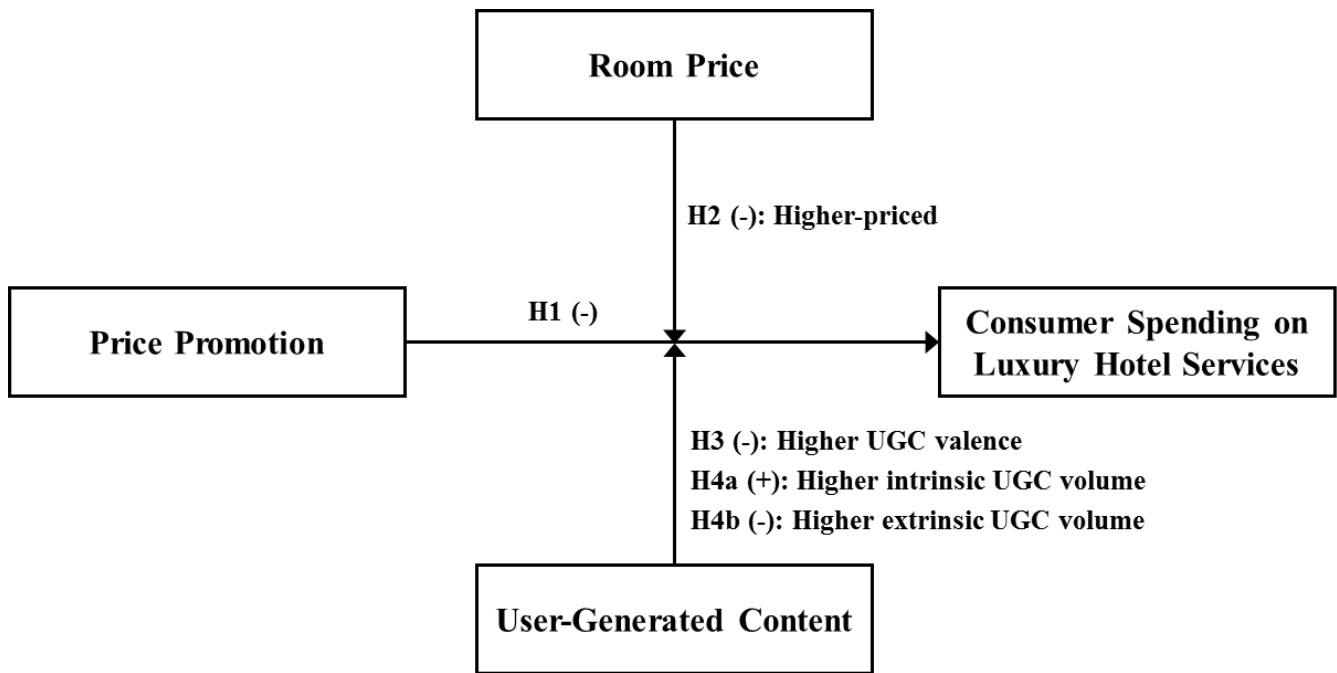 Room Price
H2 (-): Higher-priced
H1 (-)
Price Promotion
Consumer Spending on
Luxury Hotel Services
H3 (-): Higher UGC valence
H4a (+): Higher intrinsic UGC volume
H4b (-): Higher extrinsic UGC volume
User-Generated Content